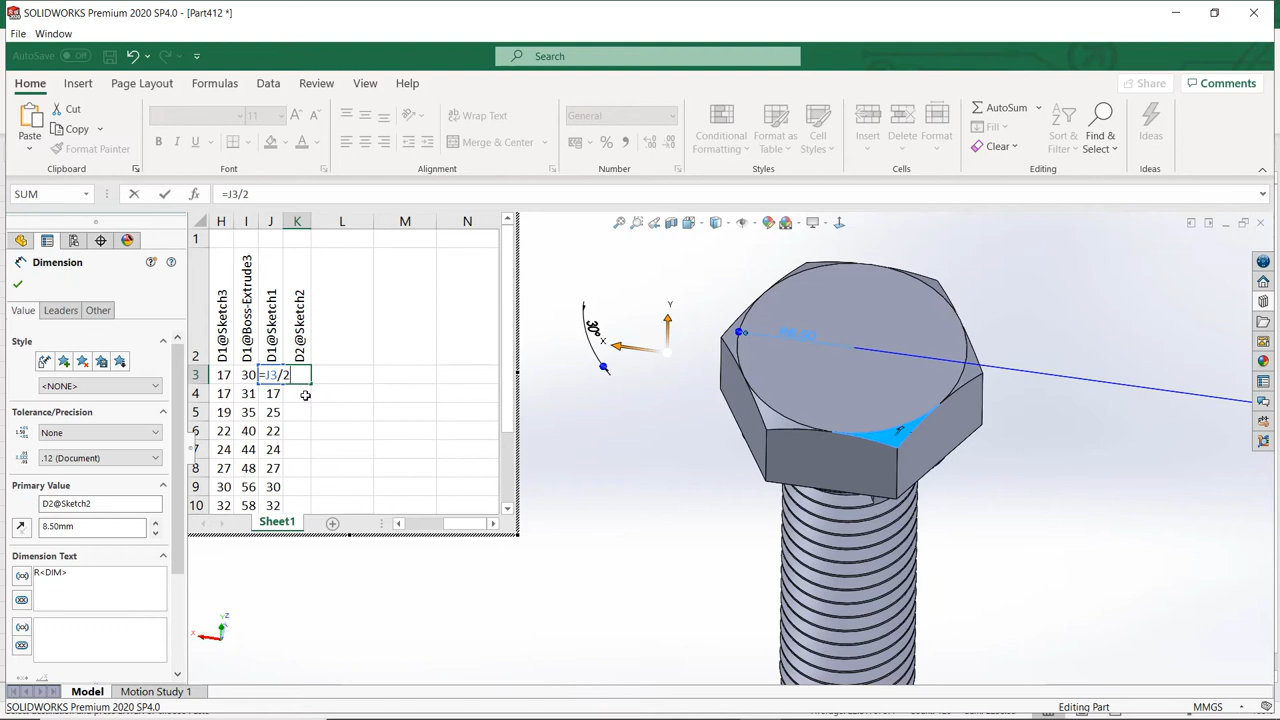 SOLIDWORKS Premium 2020 SP4.0 - [Part412 *]
File Window
AutoSave Off
Search
Home Insert Page Layout Formulas Data Review View Help
Share Comments
Paste
Cut
Copy
Format Painter
Clipboard
11
Font
Wrap Text
Merge & Center
Alignment
General
Number
Conditional Formatting
Format as Table
Cell Styles
Styles
Insert Delete Format
Cells
AutoSum
Fill
Clear
Sort & Filter
Find & Select
Editing
Ideas
Ideas
SUM
=J3/2
H I J K L M N
1
2 D1@Sketch3 D1@Boss-Extrude3 D1@Sketch1 D2@Sketch2
3 17 30 =J3/2
4 17 31 17
5 19 35 25
6 22 40 22
7 24 44 24
8 27 48 27
9 30 56 30
10 32 58 32
Sheet1
Dimension
Value Leaders Other
Style
<NONE>
Tolerance/Precision
None
.12 (Document)
Primary Value
D2@Sketch2
8.50mm
Dimension Text
R<DIM>
30°
Y
X
Z
X
Model Motion Study 1
SOLIDWORKS Premium 2020 SP4.0
Editing Part
MMGS